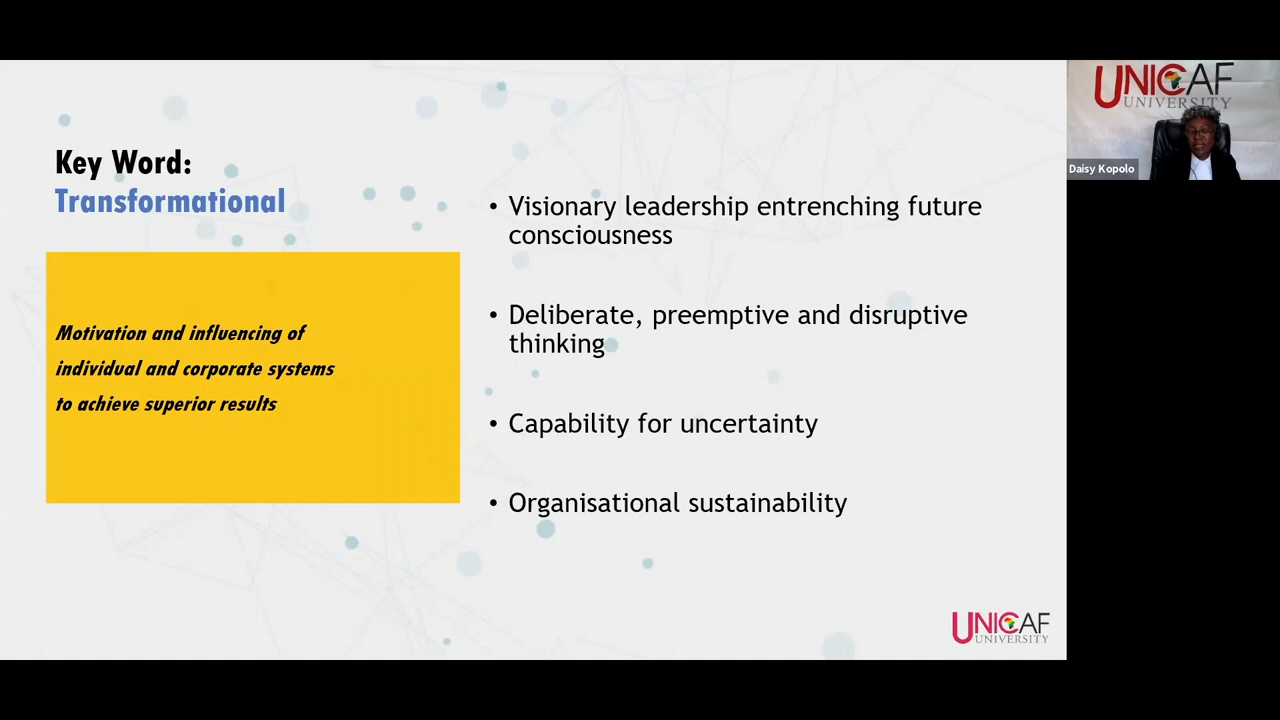 Key Word:
Transformational
Motivation and influencing of
individual and corporate systems
to achieve superior results
• Visionary leadership entrenching future
consciousness
• Deliberate, preemptive and disruptive
thinking
• Capability for uncertainty
• Organisational sustainability
UNICAF
UNIVERSITY
UNICAF
UNIVERSITY
Daisy Kopolo